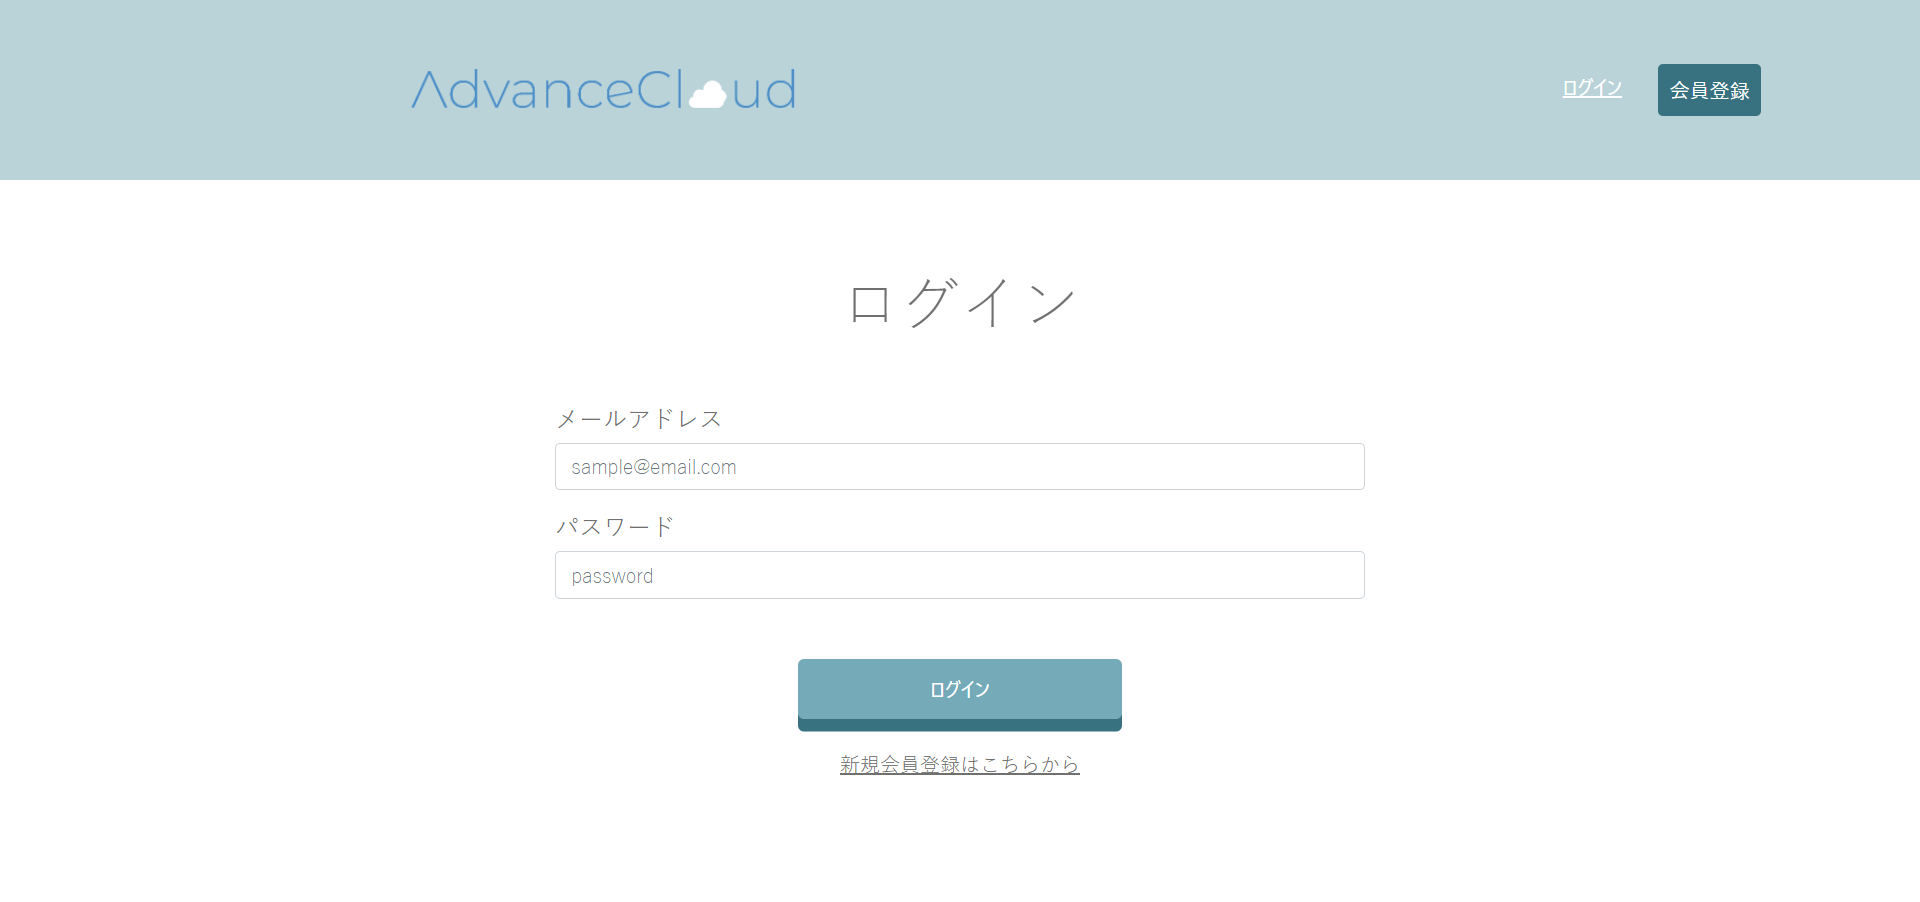 AdvanceCloud
ログイン
会員登録
ログイン
メールアドレス
sample@email.com
パスワード
password
ログイン
新規会員登録はこちらから